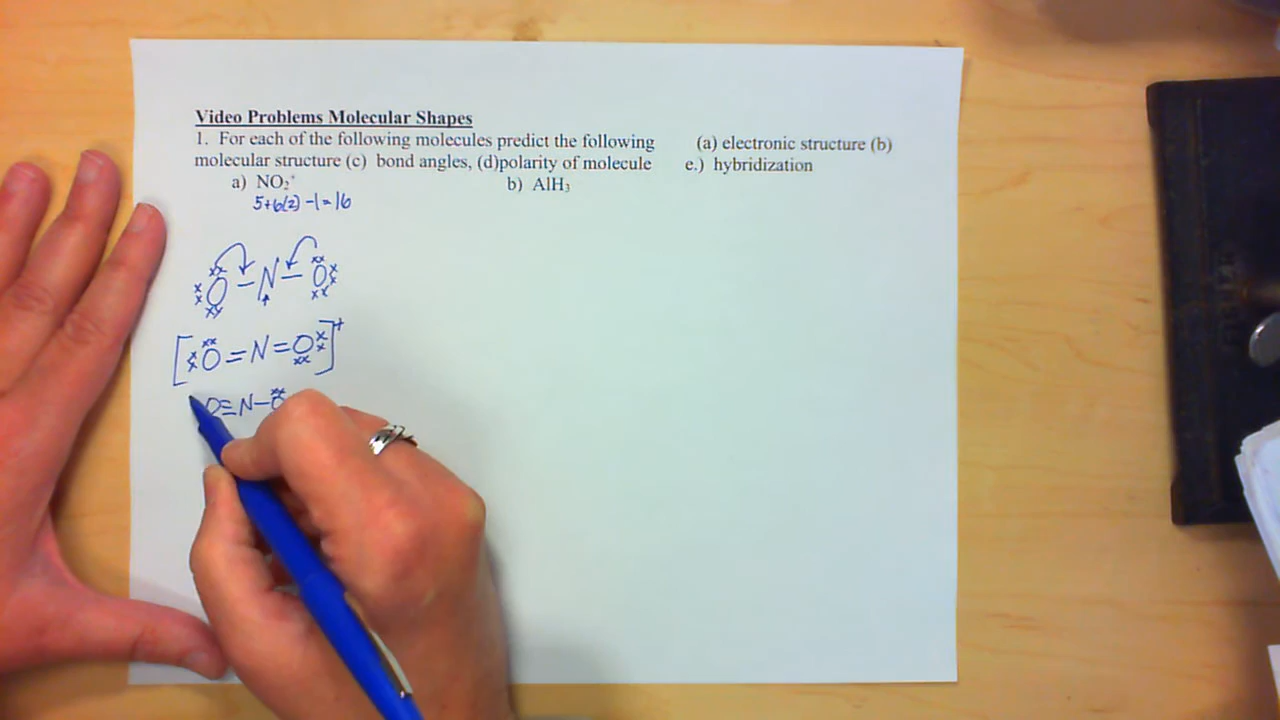 Video Problems Molecular Shapes
1. For each of the following molecules predict the following (a) electronic structure (b)
molecular structure (c) bond angles, (d)polarity of molecule e.) hybridization
a) NO₂⁺ b) AlH₃
5+6(2) -1 = 16
O - N - O
[O = N = O]⁺
O≡N-O